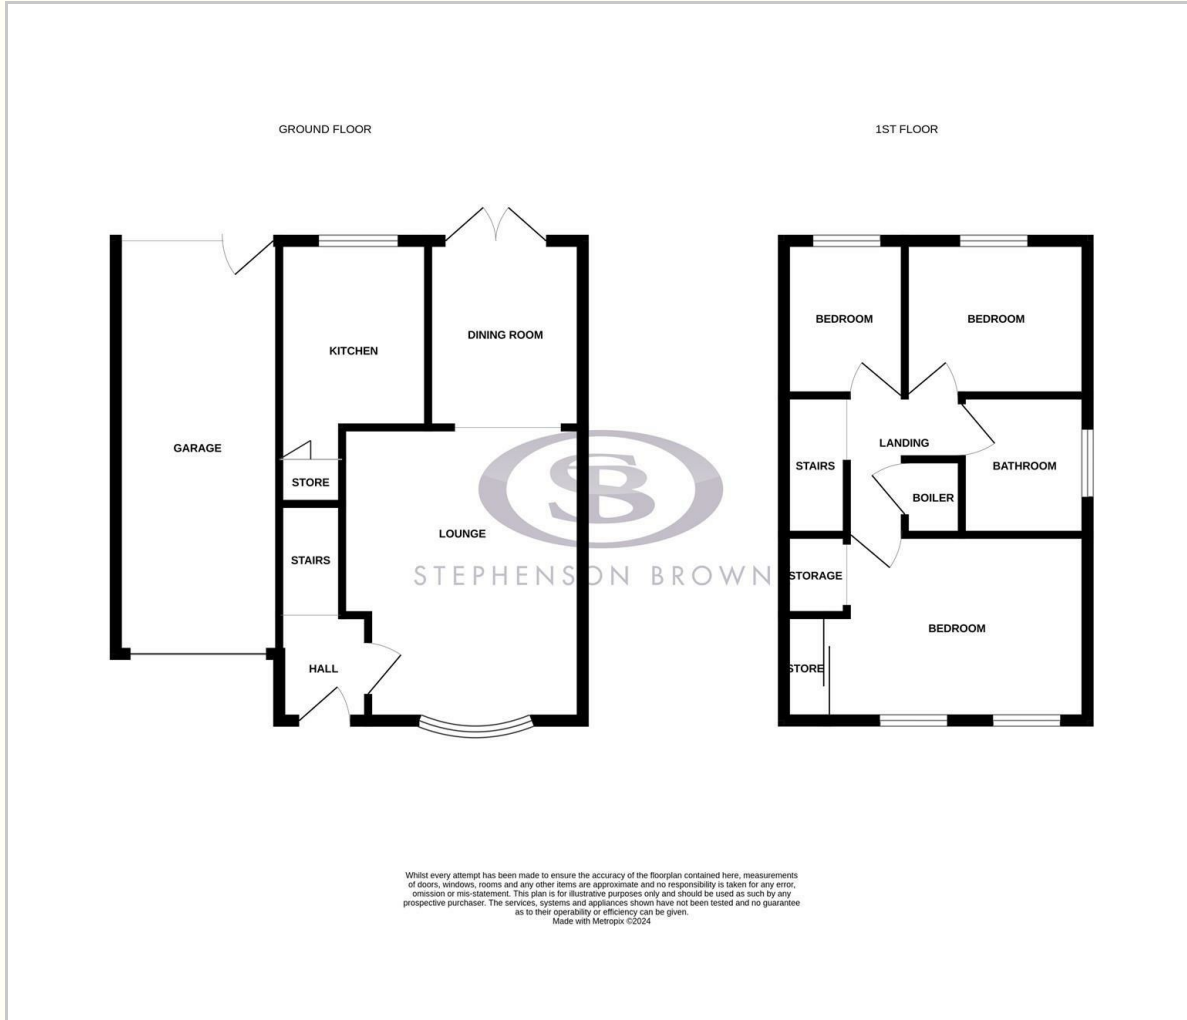 GROUND FLOOR
1ST FLOOR
KITCHEN
DINING ROOM
GARAGE
STORE
LOUNGE
STAIRS
HALL
BEDROOM
BEDROOM
LANDING
STAIRS
BATHROOM
BOILER
STORAGE
BEDROOM
STORE
SB
STEPHENSON BROWN
Whilst every attempt has been made to ensure the accuracy of the floorplan contained here, measurements
of doors, windows, rooms and any other items are approximate and no responsibility is taken for any error,
omission or mis-statement. This plan is for illustrative purposes only and should be used as such by any
prospective purchaser. The services, systems and appliances shown have not been tested and no guarantee
as to their operability or efficiency can be given.
Made with Metropix ©2024